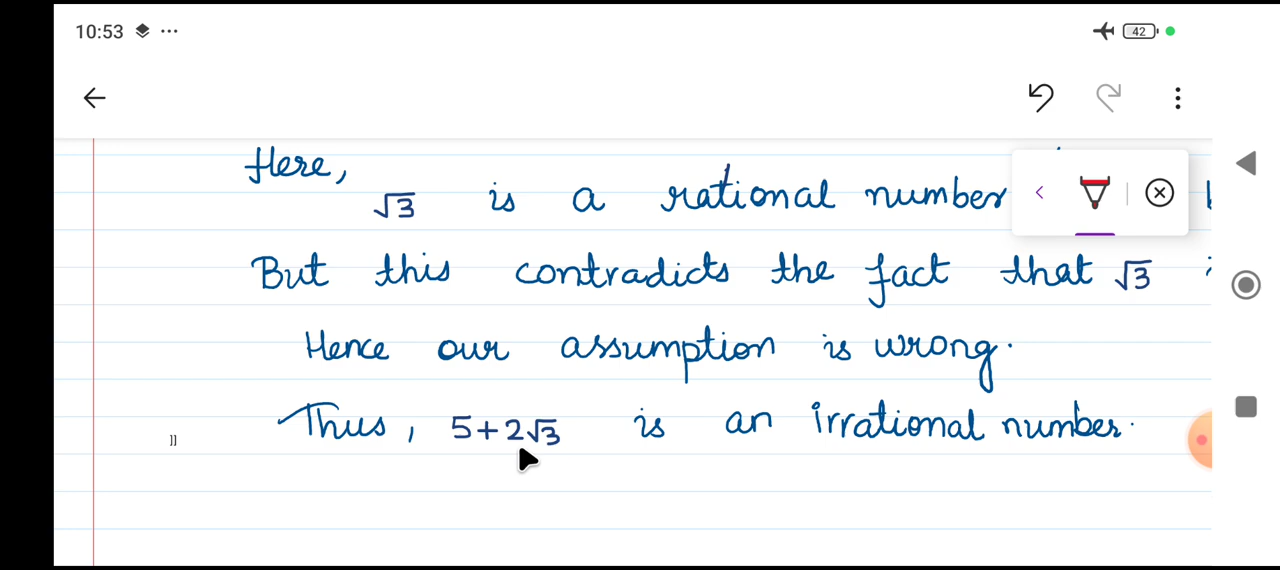 10:53 ...
42
Here,
√3 is a rational number
But this contradicts the fact that √3
Hence our assumption is wrong.
Thus, 5+2√3 is an irrational number.
]]